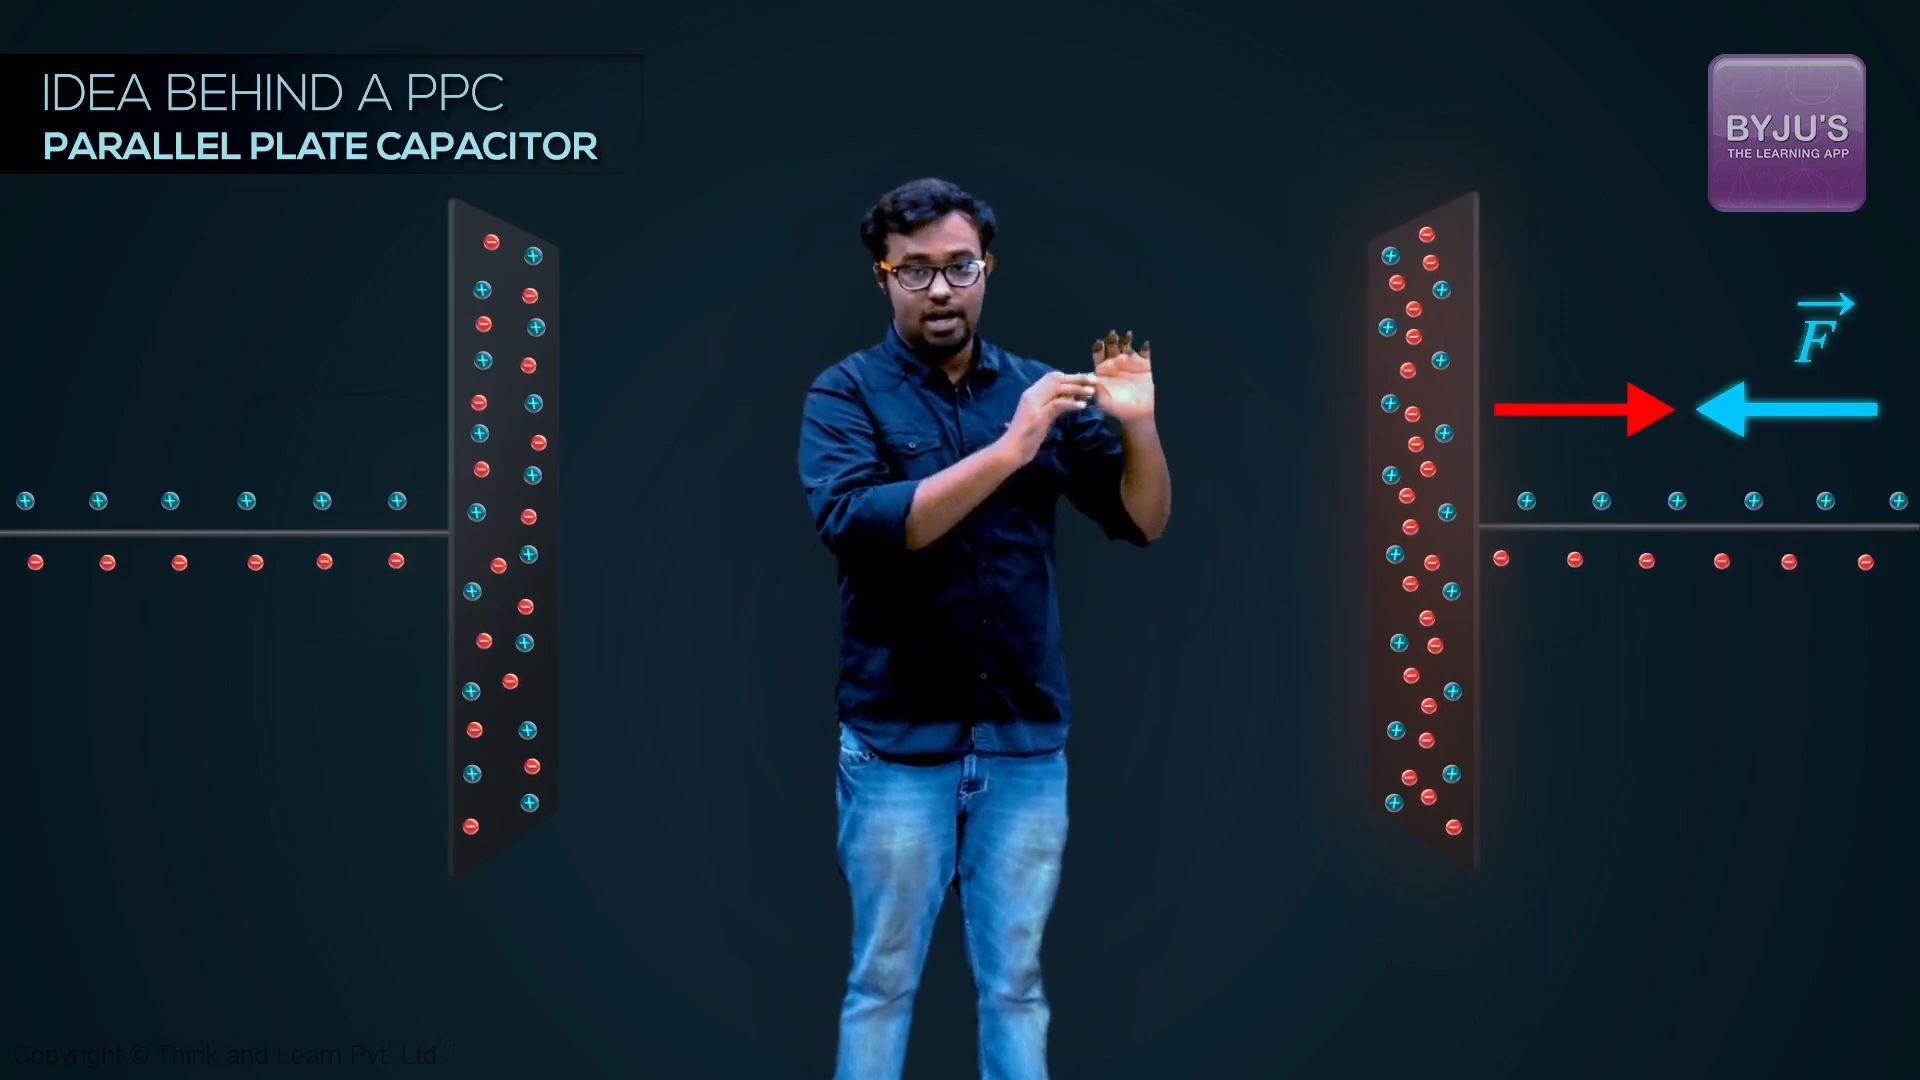 IDEA BEHIND A PPC
PARALLEL PLATE CAPACITOR
BYJU'S
THE LEARNING APP
F
Copyright © Think and Learn Pvt. Ltd.